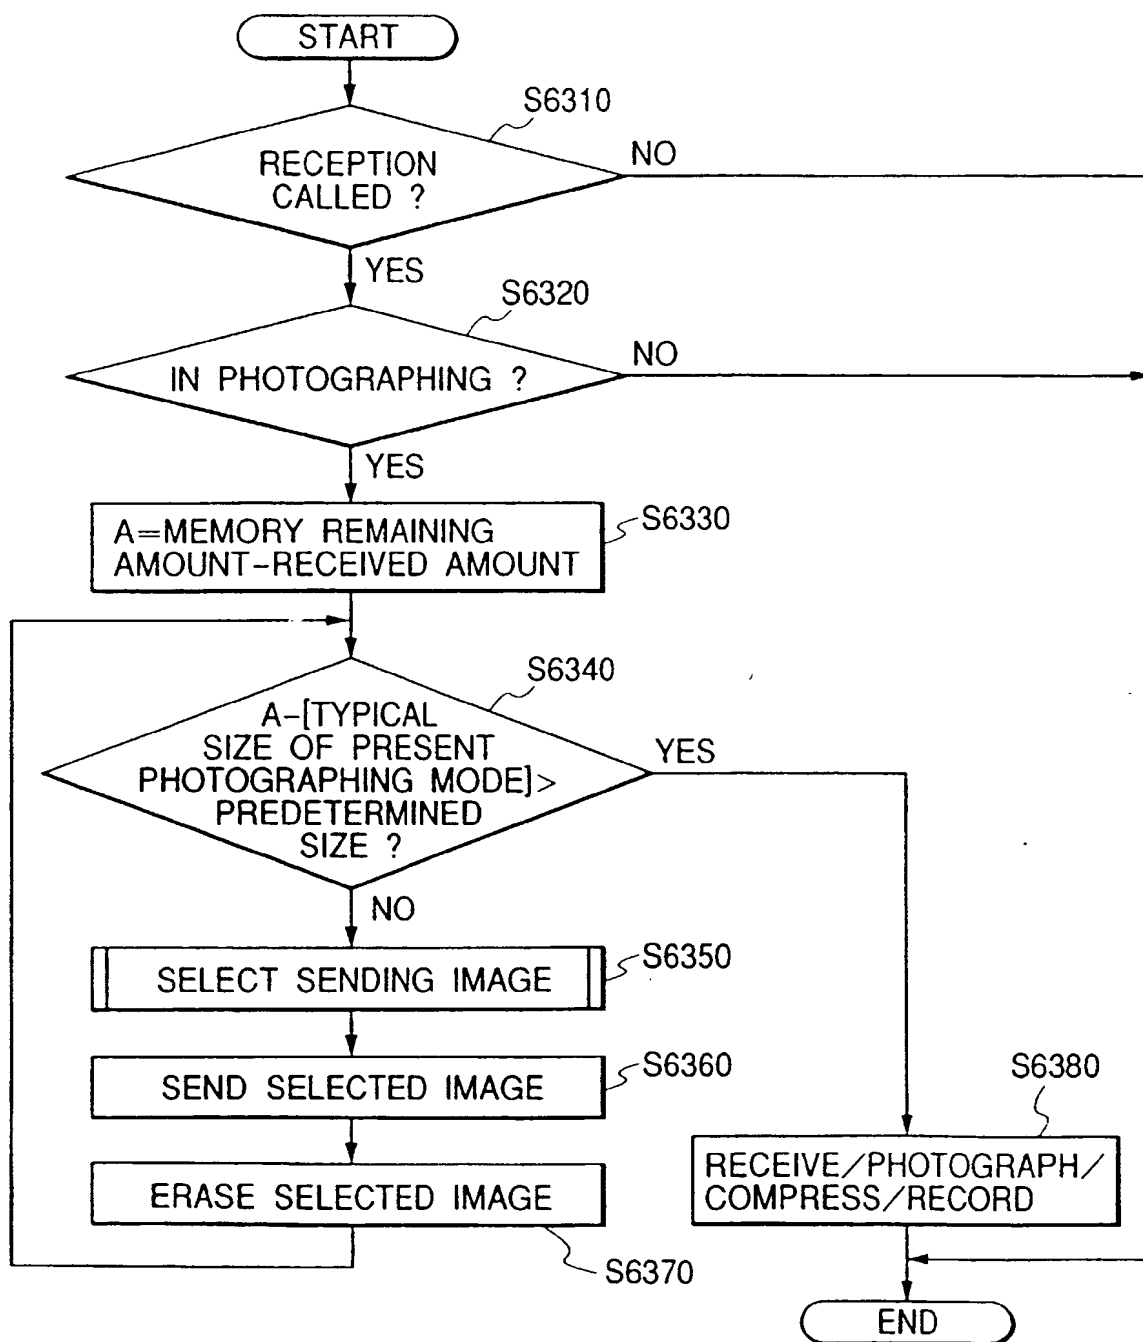 START
S6310
RECEPTION
CALLED ?
NO
YES
S6320
IN PHOTOGRAPHING ?
NO
YES
S6330
A=MEMORY REMAINING
AMOUNT-RECEIVED AMOUNT
S6340
A-[TYPICAL
SIZE OF PRESENT
PHOTOGRAPHING MODE]>
PREDETERMINED
SIZE ?
YES
NO
S6350
SELECT SENDING IMAGE
S6360
SEND SELECTED IMAGE
S6380
RECEIVE/PHOTOGRAPH/
COMPRESS/RECORD
ERASE SELECTED IMAGE
S6370
END